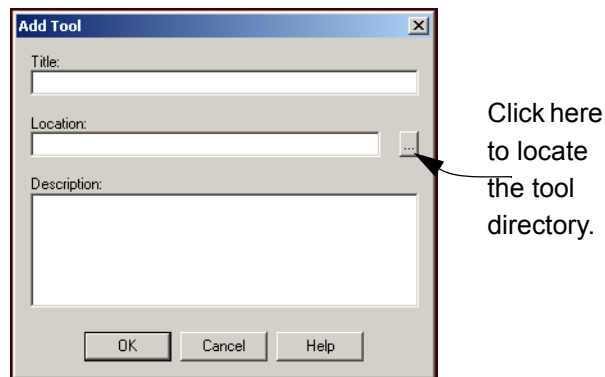 Add Tool
Title:
Location:
...
Description:
OK Cancel Help
Click here
to locate
the tool
directory.